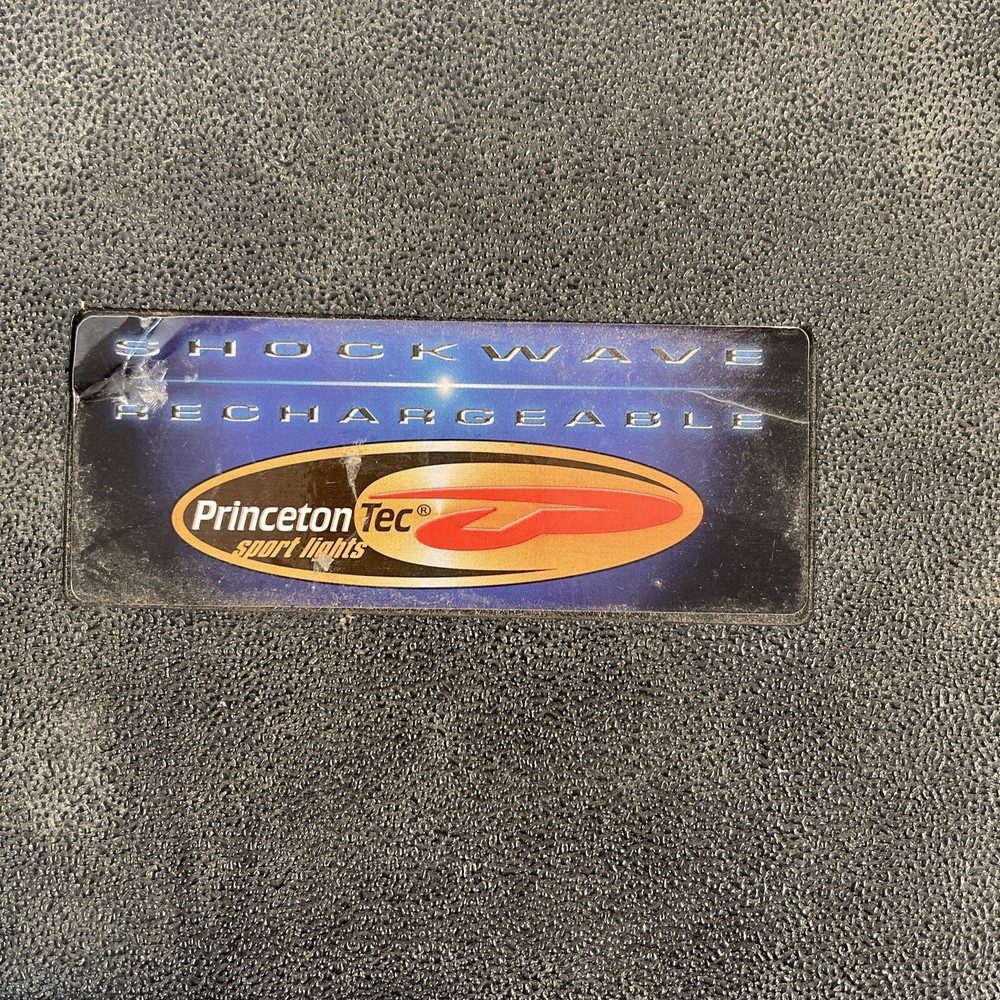 SHOCKWAVE
RECHARGEABLE
PrincetonTec®
sport lights